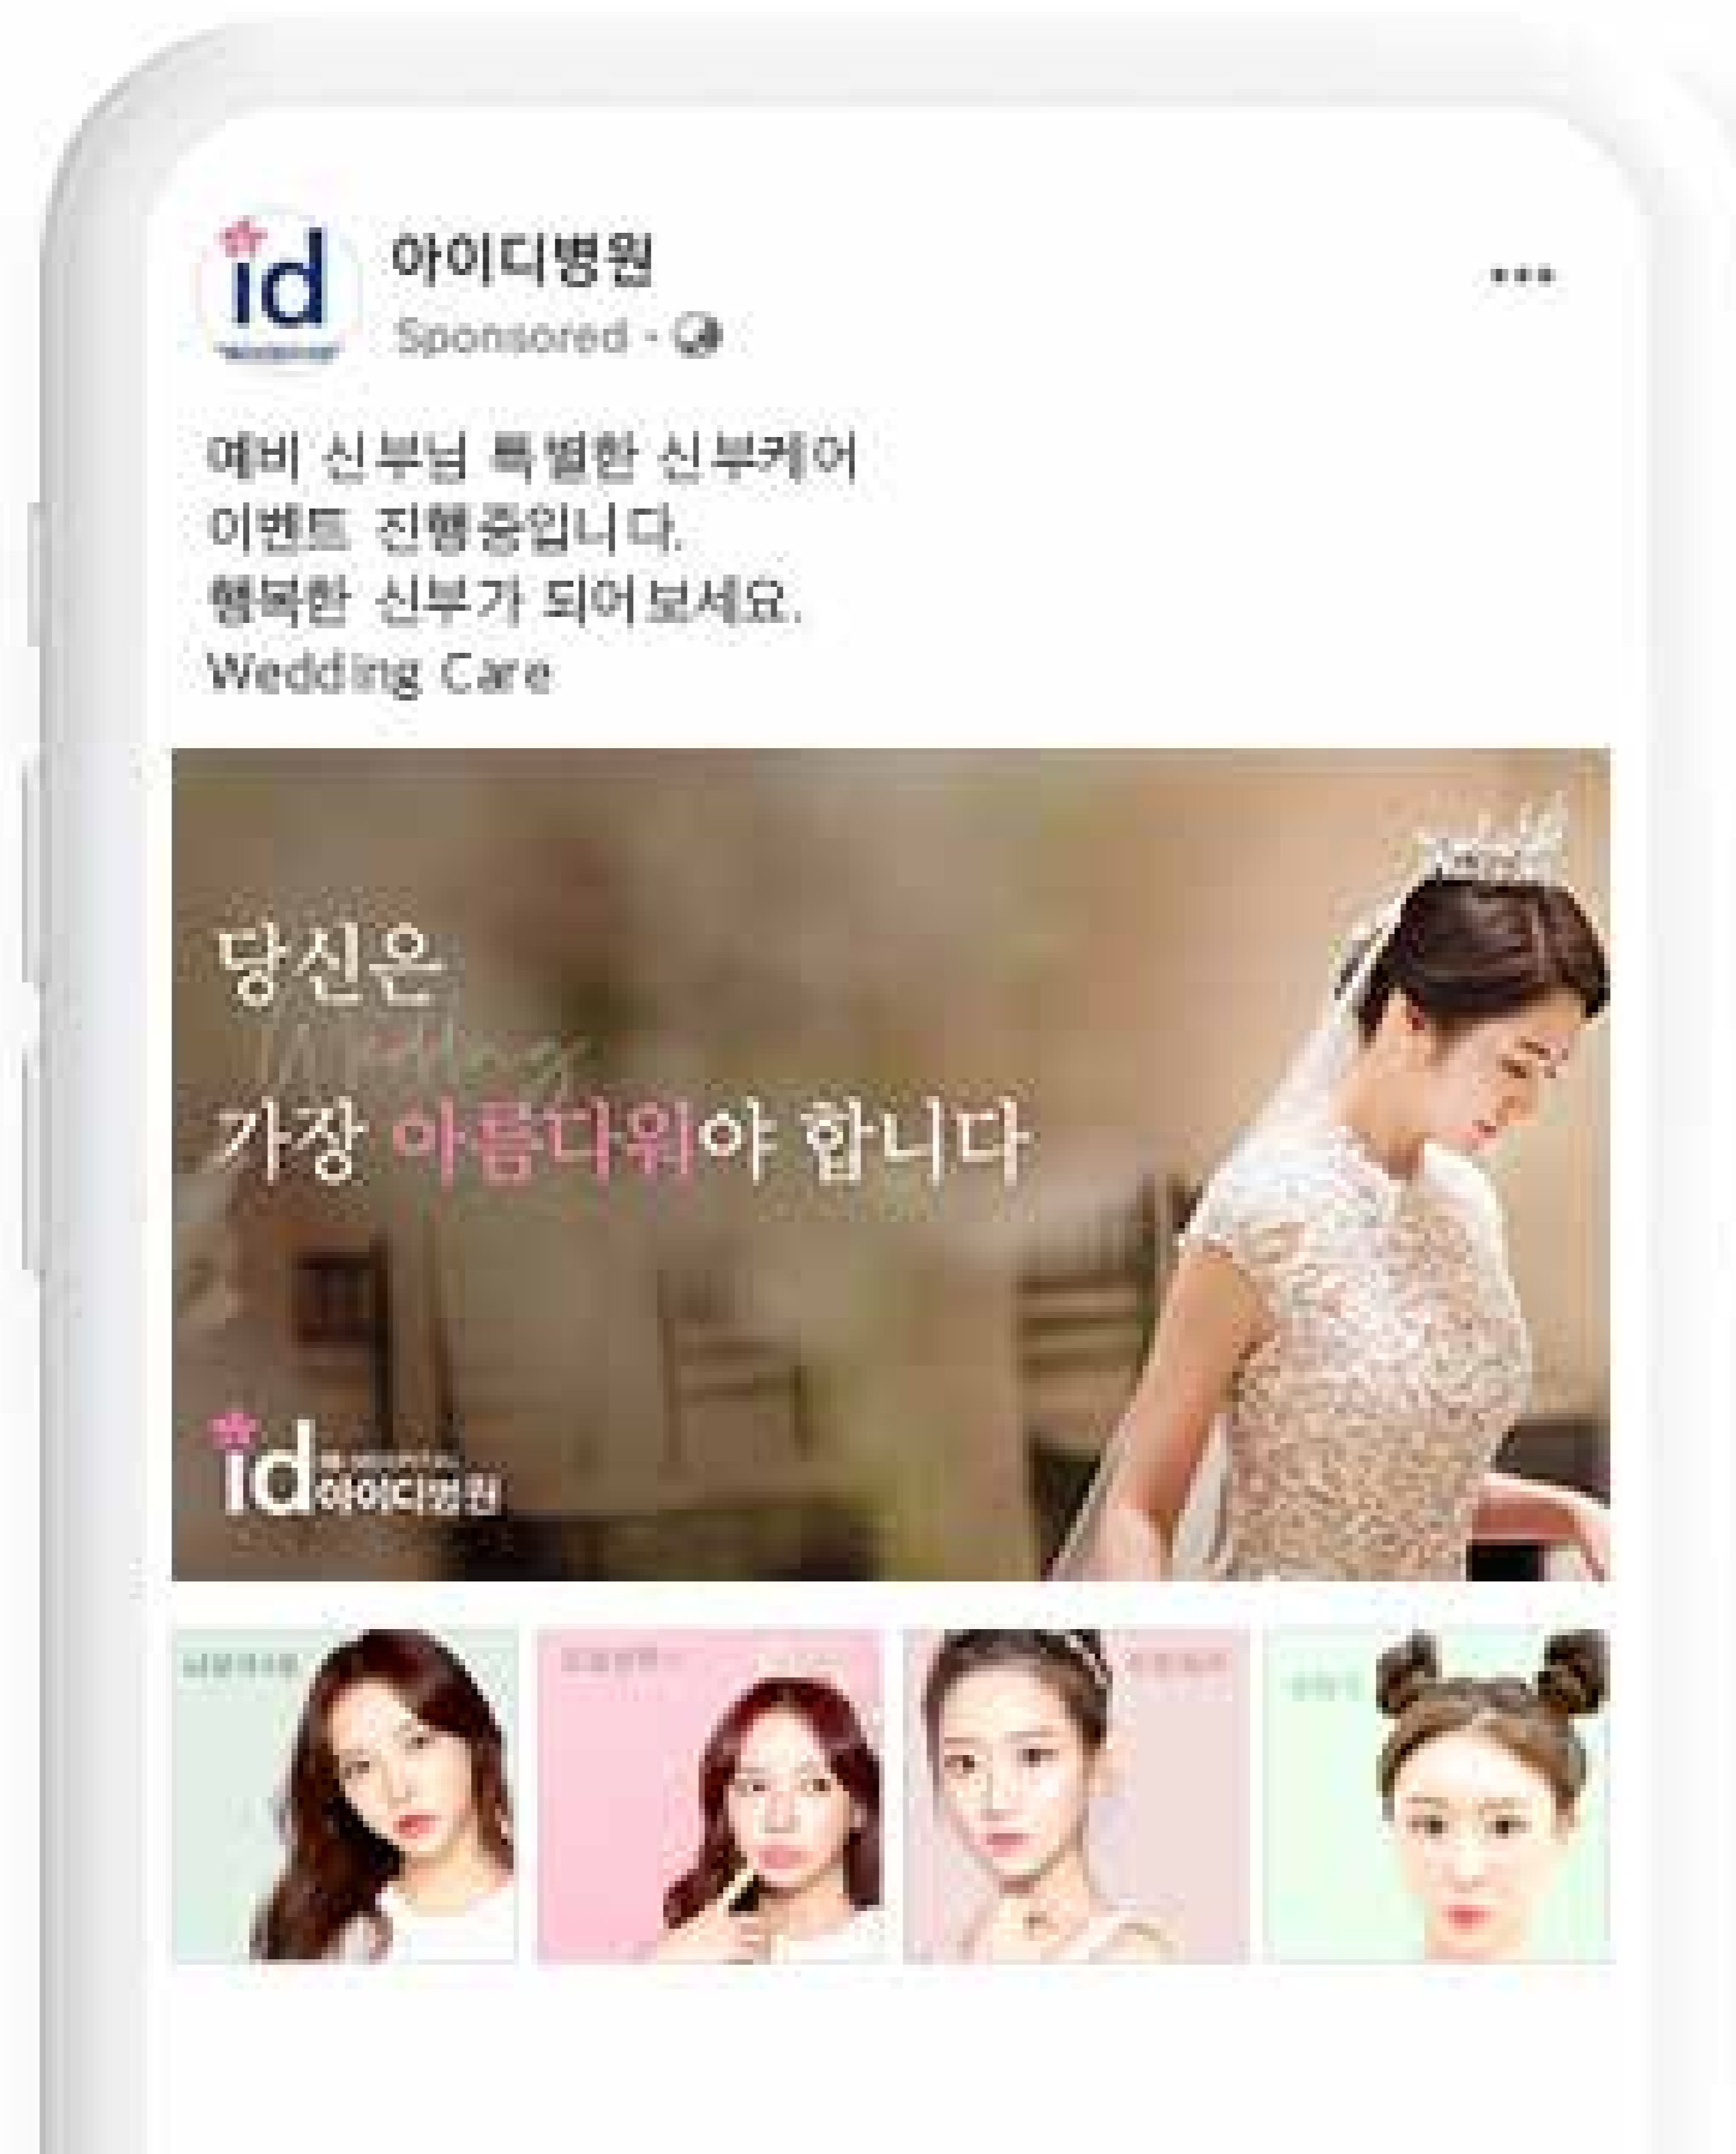 id
아이디병원
Sponsored ·
예비 신부님 특별한 신부케어
이벤트 진행중입니다.
행복한 신부가 되어보세요.
Wedding Care
당신은
Wedding
가장 아름다워야 합니다
id 아이디병원